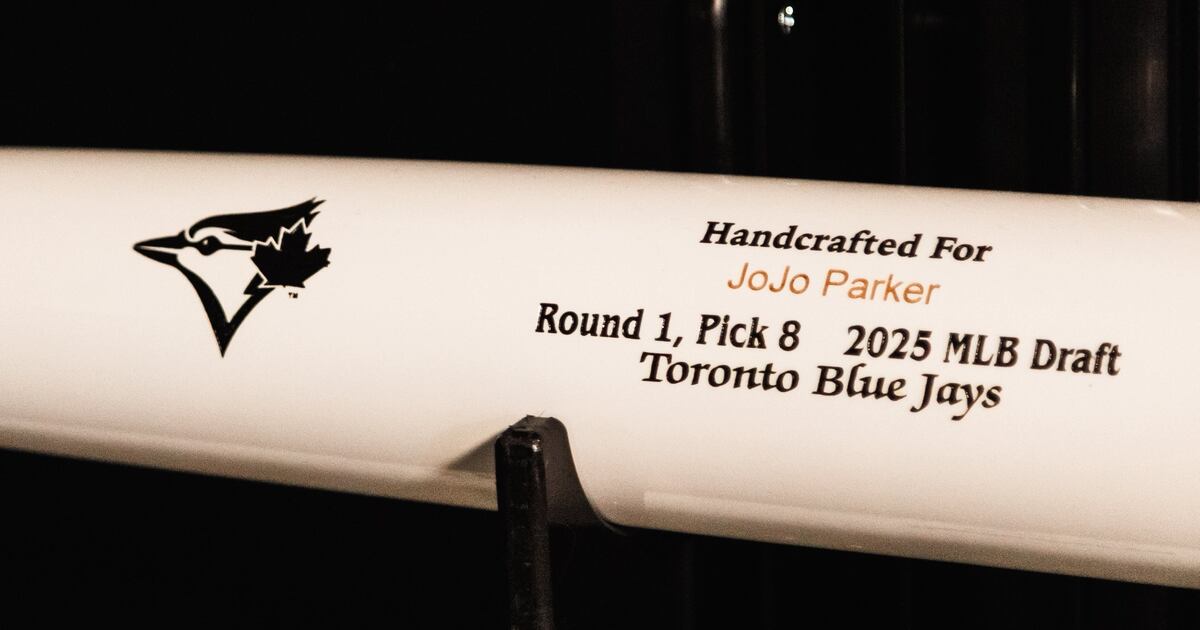 Handcrafted For
JoJo Parker
Round 1, Pick 8 2025 MLB Draft
Toronto Blue Jays